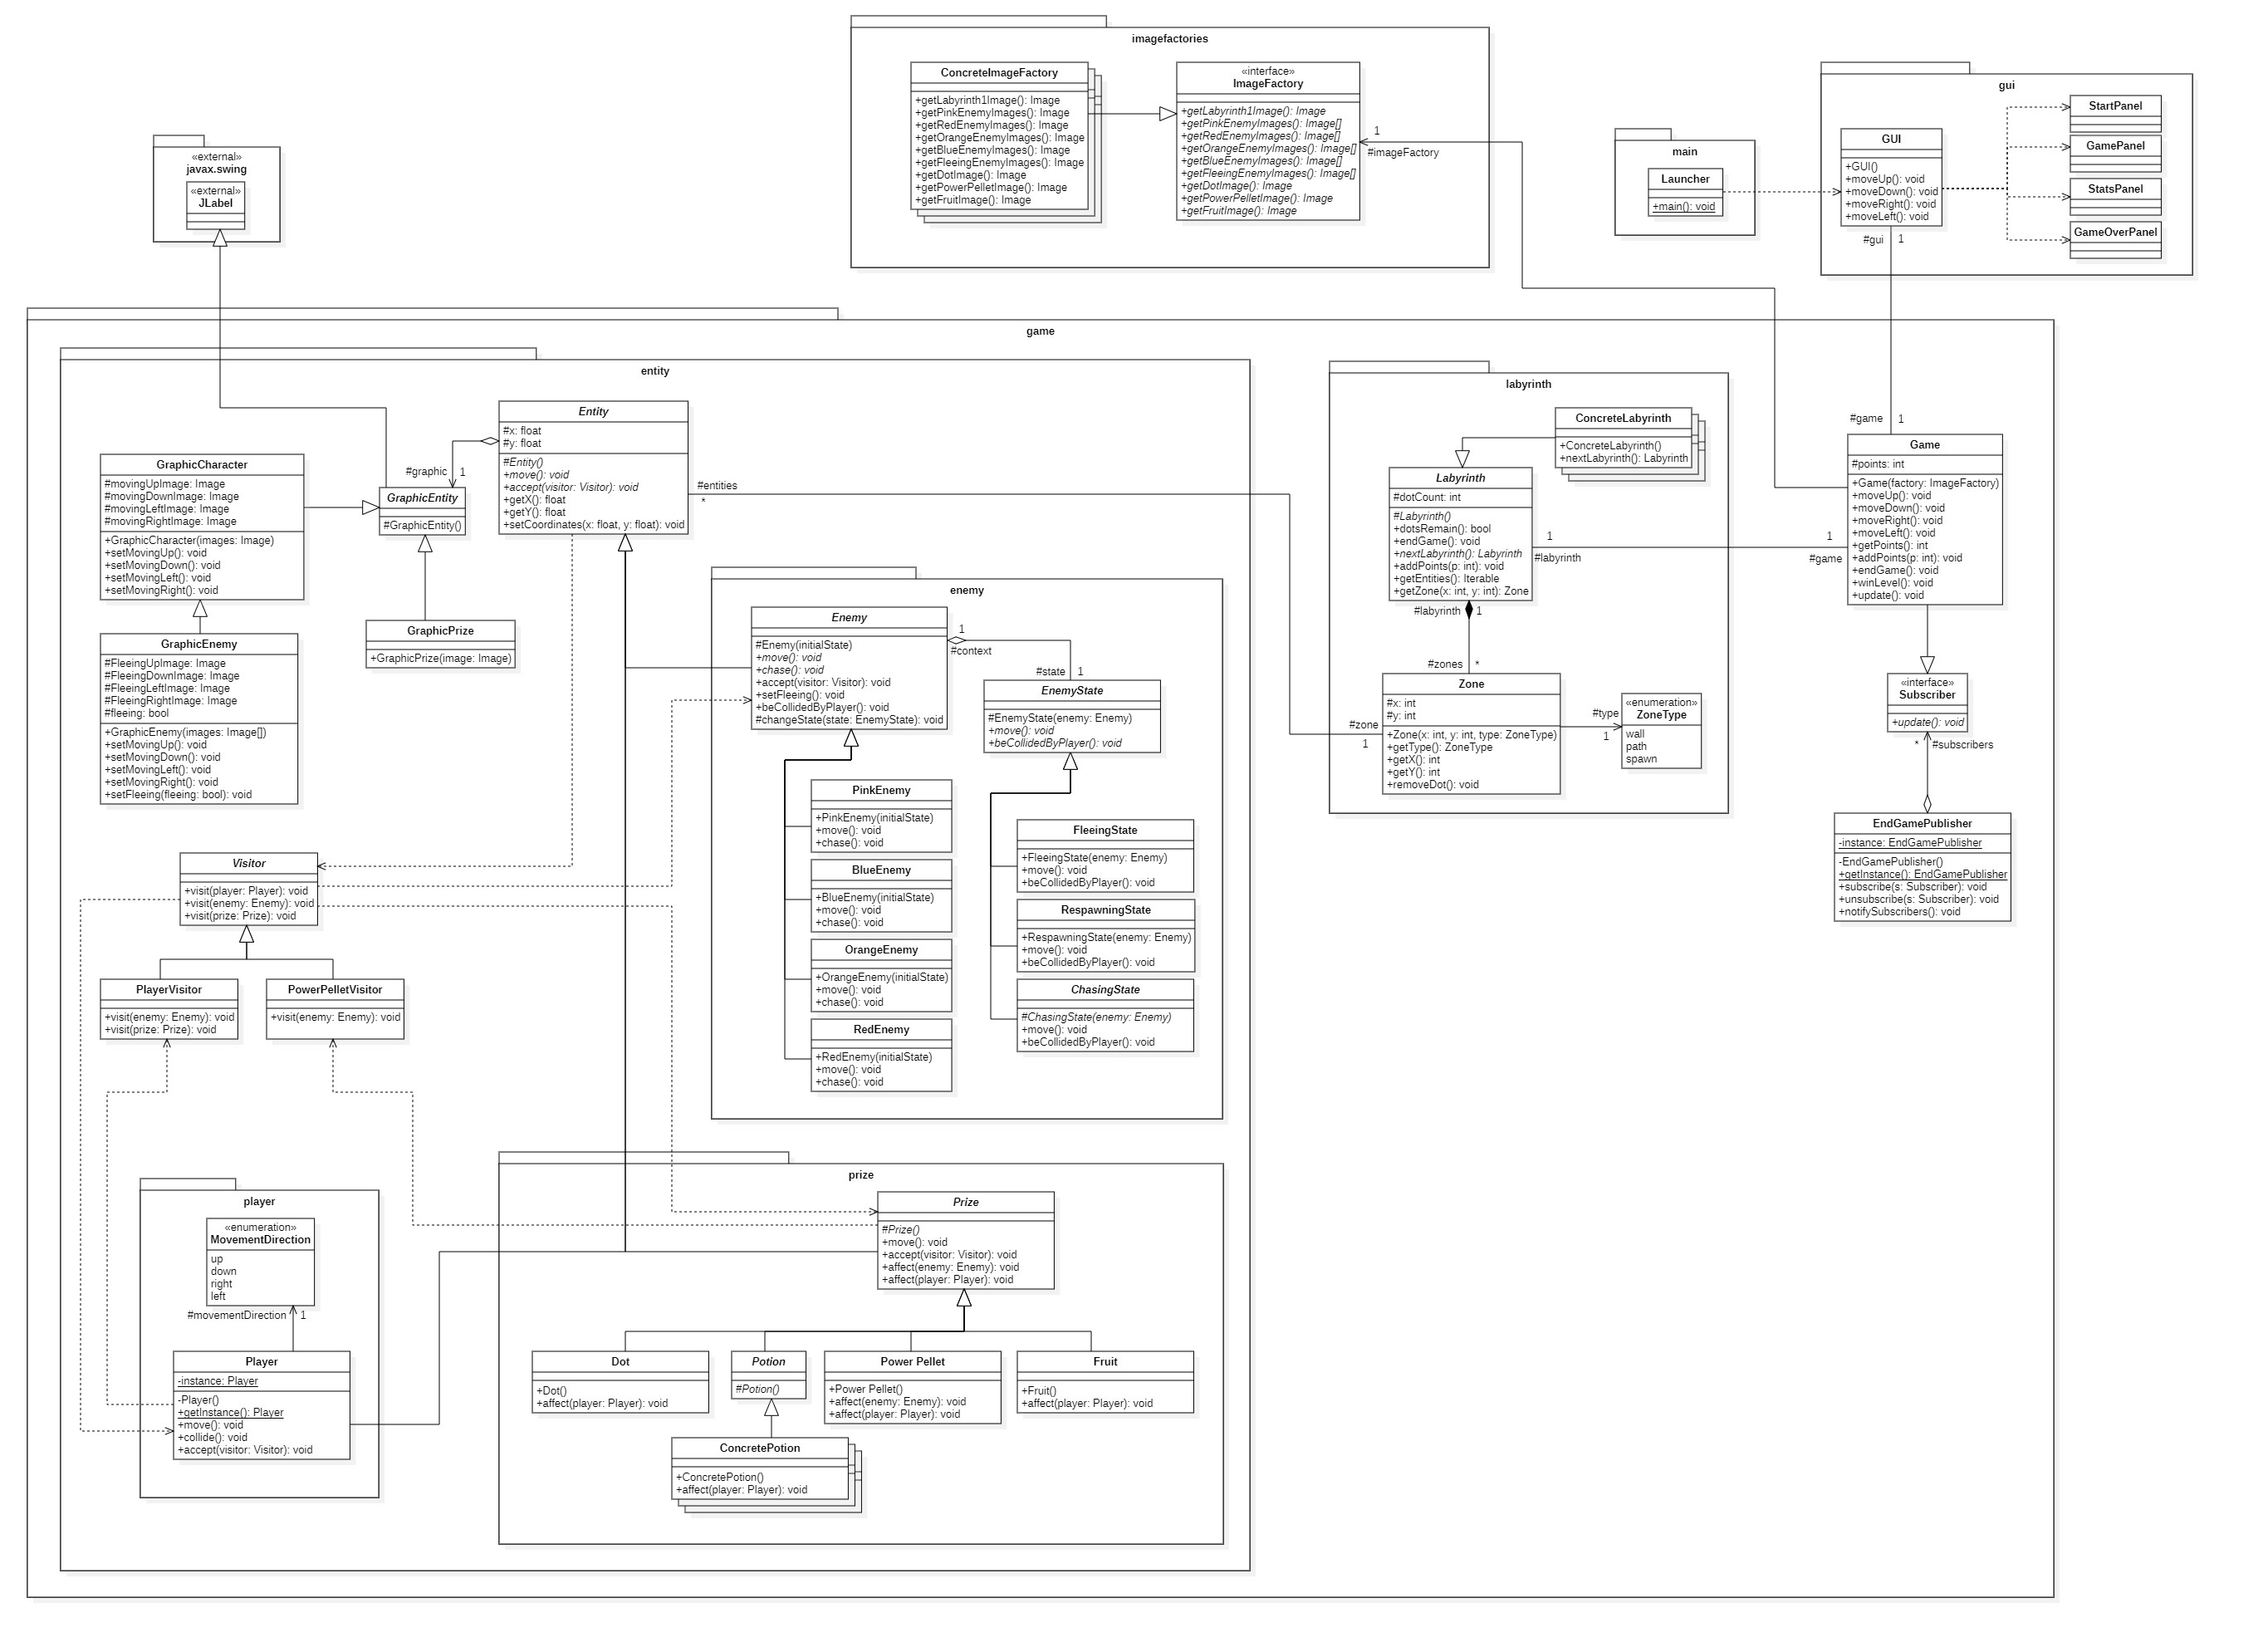 imagefactories
ConcreteImageFactory
+getLabyrinth1Image(): Image
+getPinkEnemyImages(): Image
+getRedEnemyImages(): Image
+getOrangeEnemyImages(): Image
+getBlueEnemyImages(): Image
+getFleeingEnemyImages(): Image
+getDotImage(): Image
+getPowerPelletImage(): Image
+getFruitImage(): Image
«interface»
ImageFactory
+getLabyrinth1Image(): Image
+getPinkEnemyImages(): Image[]
+getRedEnemyImages(): Image[]
+getOrangeEnemyImages(): Image[]
+getBlueEnemyImages(): Image[]
+getFleeingEnemyImages(): Image[]
+getDotImage(): Image
+getPowerPelletImage(): Image
+getFruitImage(): Image
1
#imageFactory
gui
GUI
+GUI()
+moveUp(): void
+moveDown(): void
+moveRight(): void
+moveLeft(): void
StartPanel
GamePanel
StatsPanel
GameOverPanel
#gui
1
main
Launcher
+main(): void
«external»
javax.swing
«external»
JLabel
game
entity
Entity
#x: float
#y: float
#Entity()
+move(): void
+accept(visitor: Visitor): void
+getX(): float
+getY(): float
+setCoordinates(x: float, y: float): void
#graphic
1
#entities
*
GraphicCharacter
#movingUpImage: Image
#movingDownImage: Image
#movingLeftImage: Image
#movingRightImage: Image
+GraphicCharacter(images: Image)
+setMovingUp(): void
+setMovingDown(): void
+setMovingLeft(): void
+setMovingRight(): void
GraphicEntity
#GraphicEntity()
GraphicEnemy
#FleeingUpImage: Image
#FleeingDownImage: Image
#FleeingLeftImage: Image
#FleeingRightImage: Image
#fleeing: bool
+GraphicEnemy(images: Image[])
+setMovingUp(): void
+setMovingDown(): void
+setMovingLeft(): void
+setMovingRight(): void
+setFleeing(fleeing: bool): void
GraphicPrize
+GraphicPrize(image: Image)
enemy
Enemy
#Enemy(initialState)
+move(): void
+chase(): void
+accept(visitor: Visitor): void
+setFleeing(): void
+beCollidedByPlayer(): void
#changeState(state: EnemyState): void
1
#context
#state
1
EnemyState
#EnemyState(enemy: Enemy)
+move(): void
+beCollidedByPlayer(): void
PinkEnemy
+PinkEnemy(initialState)
+move(): void
+chase(): void
BlueEnemy
+BlueEnemy(initialState)
+move(): void
+chase(): void
OrangeEnemy
+OrangeEnemy(initialState)
+move(): void
+chase(): void
RedEnemy
+RedEnemy(initialState)
+move(): void
+chase(): void
FleeingState
+FleeingState(enemy: Enemy)
+move(): void
+beCollidedByPlayer(): void
RespawningState
+RespawningState(enemy: Enemy)
+move(): void
+beCollidedByPlayer(): void
ChasingState
#ChasingState(enemy: Enemy)
+move(): void
+beCollidedByPlayer(): void
Visitor
+visit(player: Player): void
+visit(enemy: Enemy): void
+visit(prize: Prize): void
PlayerVisitor
+visit(enemy: Enemy): void
+visit(prize: Prize): void
PowerPelletVisitor
+visit(enemy: Enemy): void
player
«enumeration»
MovementDirection
up
down
right
left
#movementDirection
1
Player
-instance: Player
-Player()
+getInstance(): Player
+move(): void
+collide(): void
+accept(visitor: Visitor): void
prize
Prize
#Prize()
+move(): void
+accept(visitor: Visitor): void
+affect(enemy: Enemy): void
+affect(player: Player): void
Dot
+Dot()
+affect(player: Player): void
Potion
#Potion()
Power Pellet
+Power Pellet()
+affect(enemy: Enemy): void
+affect(player: Player): void
Fruit
+Fruit()
+affect(player: Player): void
ConcretePotion
+ConcretePotion()
+affect(player: Player): void
labyrinth
ConcreteLabyrinth
+ConcreteLabyrinth()
+nextLabyrinth(): Labyrinth
Labyrinth
#dotCount: int
#Labyrinth()
+dotsRemain(): bool
+endGame(): void
+nextLabyrinth(): Labyrinth
+addPoints(p: int): void
+getEntities(): Iterable
+getZone(x: int, y: int): Zone
1
#labyrinth
1
#game
#labyrinth
1
#zones
*
Zone
#x: int
#y: int
+Zone(x: int, y: int, type: ZoneType)
+getType(): ZoneType
+getX(): int
+getY(): int
+removeDot(): void
#zone
1
#type
1
«enumeration»
ZoneType
wall
path
spawn
#game
1
Game
#points: int
+Game(factory: ImageFactory)
+moveUp(): void
+moveDown(): void
+moveRight(): void
+moveLeft(): void
+getPoints(): int
+addPoints(p: int): void
+endGame(): void
+winLevel(): void
+update(): void
«interface»
Subscriber
+update(): void
*
#subscribers
EndGamePublisher
-instance: EndGamePublisher
-EndGamePublisher()
+getInstance(): EndGamePublisher
+subscribe(s: Subscriber): void
+unsubscribe(s: Subscriber): void
+notifySubscribers(): void